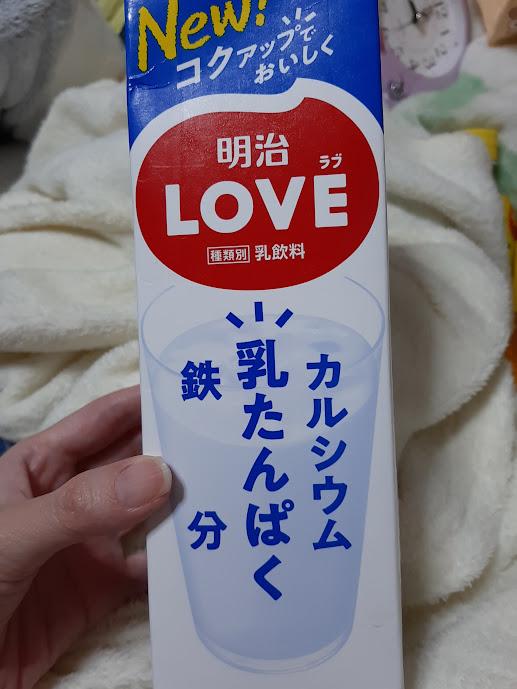 New!
コクアップで
おいしく
明治
ラブ
LOVE
種類別 乳飲料
カルシウム
乳たんぱく
鉄分